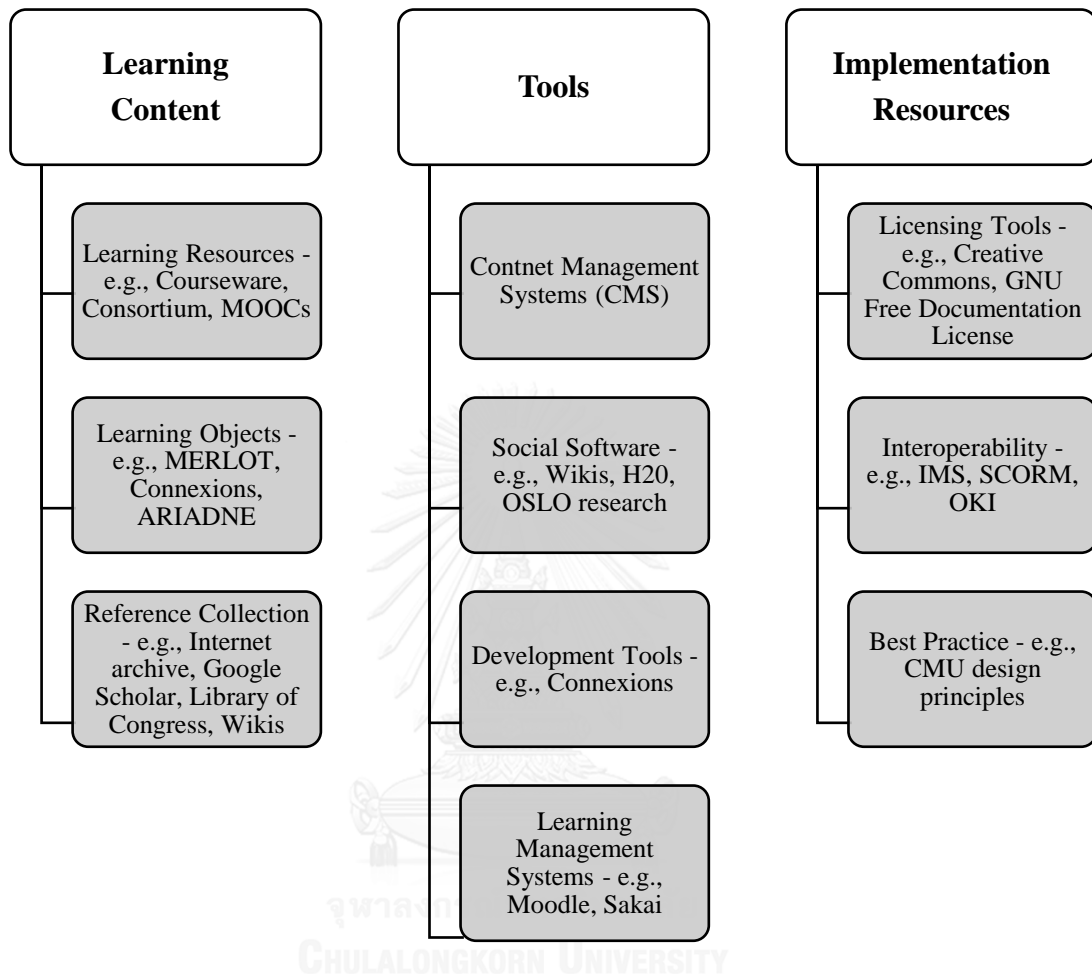 Learning
Content
Learning Resources -
e.g., Courseware,
Consortium, MOOCs
Learning Objects -
e.g., MERLOT,
Connexions,
ARIADNE
Reference Collection
- e.g., Internet
archive, Google
Scholar, Library of
Congress, Wikis
Tools
Contnet Management
Systems (CMS)
Social Software -
e.g., Wikis, H20,
OSLO research
Development Tools -
e.g., Connexions
Learning
Management
Systems - e.g.,
Moodle, Sakai
Implementation
Resources
Licensing Tools -
e.g., Creative
Commons, GNU
Free Documentation
License
Interoperability -
e.g., IMS, SCORM,
OKI
Best Practice - e.g.,
CMU design
principles
CHULALONGKORN UNIVERSITY